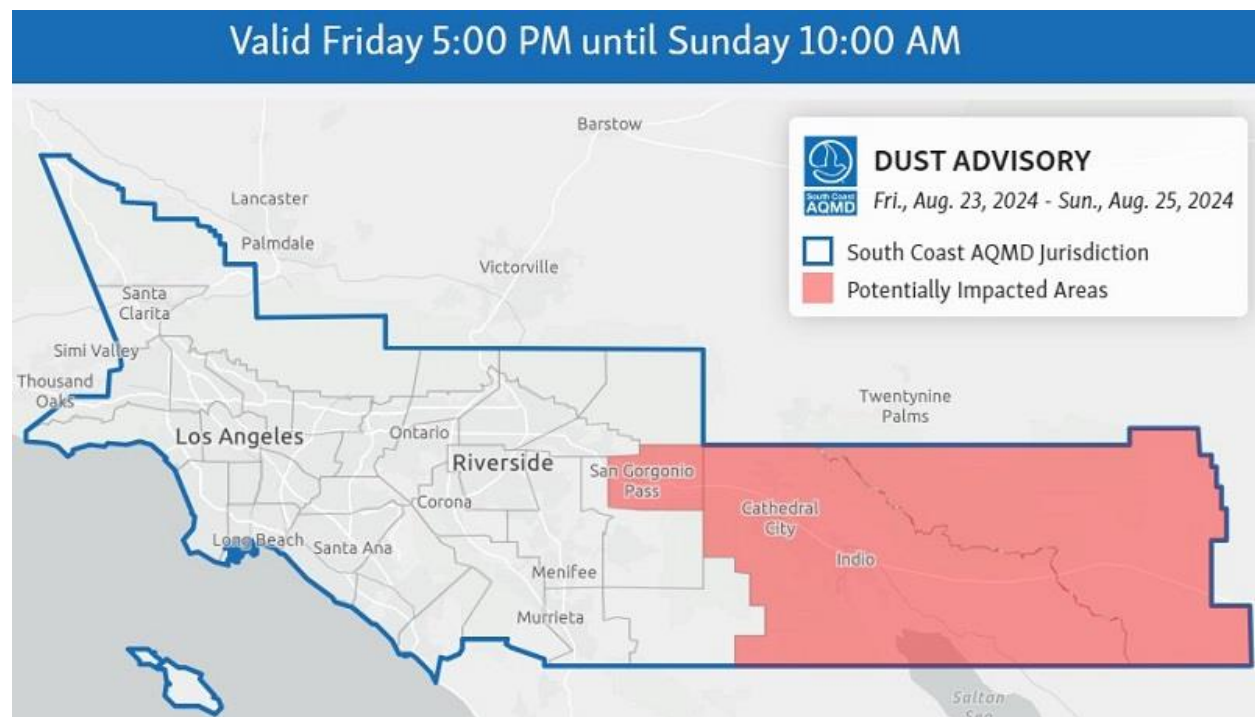 Valid Friday 5:00 PM until Sunday 10:00 AM
Barstow
South Coast
AQMD
DUST ADVISORY
Fri., Aug. 23, 2024 - Sun., Aug. 25, 2024
South Coast AQMD Jurisdiction
Potentially Impacted Areas
Lancaster
Palmdale
Victorville
Santa
Clarita
Simi Valley
Thousand
Oaks
Twentynine
Palms
Los Angeles
Ontario
Riverside
San Gorgonio
Pass
Corona
Cathedral
City
Long Beach
Santa Ana
Indio
Menifee
Murrieta
Salton
Sea